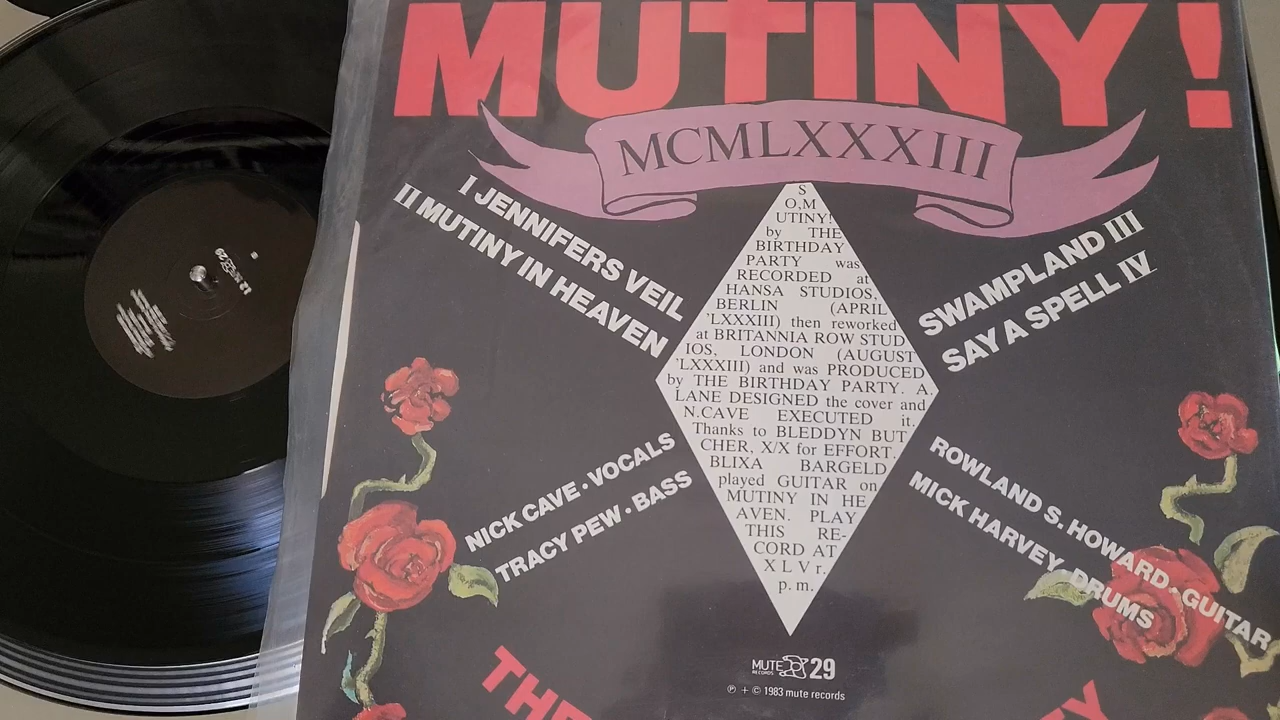 MUTINY!
MCMLXXXIII
I JENNIFERS VEIL
II MUTINY IN HEAVEN
SWAMPLAND III
SAY A SPELL IV
S
O,M
UTINY!
by THE
BIRTHDAY
PARTY was
RECORDED at
HANSA STUDIOS,
BERLIN (APRIL
'LXXXIII) then reworked
at BRITANNIA ROW STUD
IOS, LONDON (AUGUST
'LXXXIII) and was PRODUCED
by THE BIRTHDAY PARTY. A.
LANE DESIGNED the cover and
N.CAVE EXECUTED it.
Thanks to BLEDDYN BUT
CHER, X/X for EFFORT.
BLIXA BARGELD
played GUITAR on
MUTINY IN HE
AVEN. PLAY
THIS RE-
CORD AT
XLVr.
p.m.
NICK CAVE · VOCALS
TRACY PEW · BASS
ROWLAND S. HOWARD · GUITAR
MICK HARVEY · DRUMS
MUTE 29
RECORDS
℗ + © 1983 mute records
THE